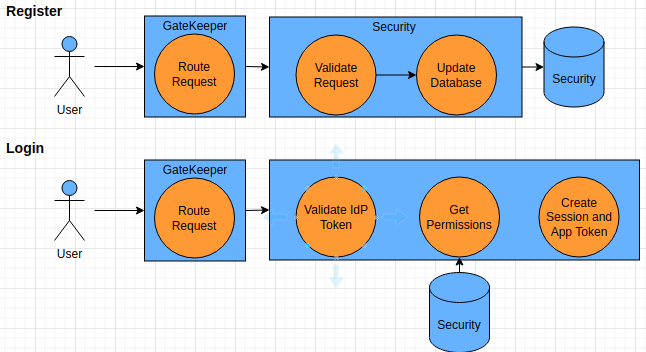 Register
GateKeeper
Security
Route
Request
Validate
Request
Update
Database
Security
User
Login
GateKeeper
Route
Request
Validate IdP
Token
Get
Permissions
Create
Session and
App Token
User
Security